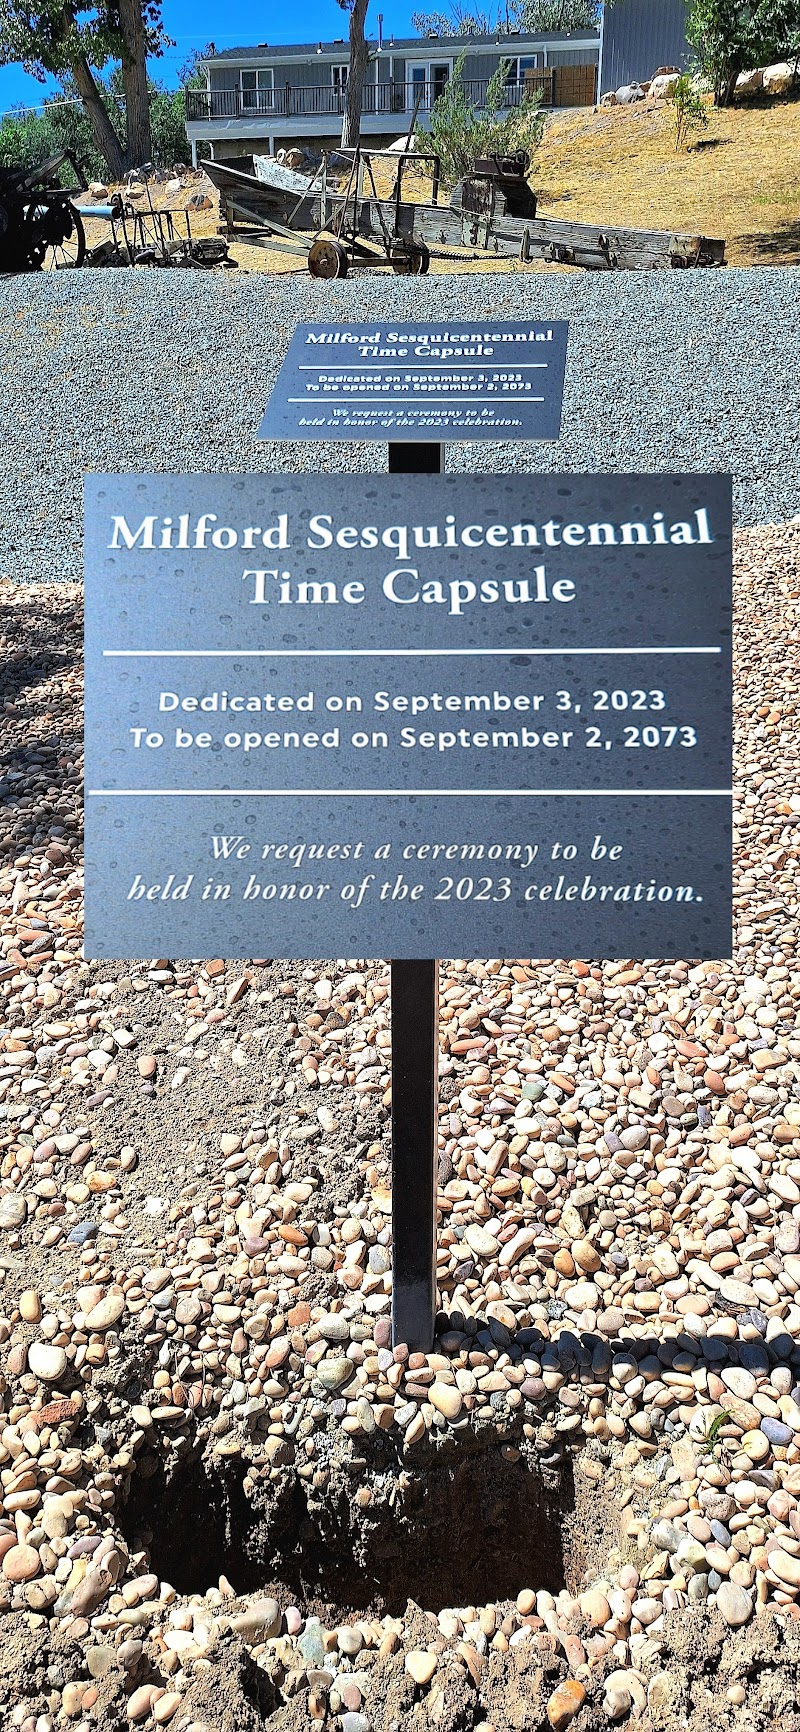 Milford Sesquicentennial
Time Capsule
Dedicated on September 3, 2023
To be opened on September 2, 2073
We request a ceremony to be
held in honor of the 2023 celebration.
Milford Sesquicentennial
Time Capsule
Dedicated on September 3, 2023
To be opened on September 2, 2073
We request a ceremony to be
held in honor of the 2023 celebration.